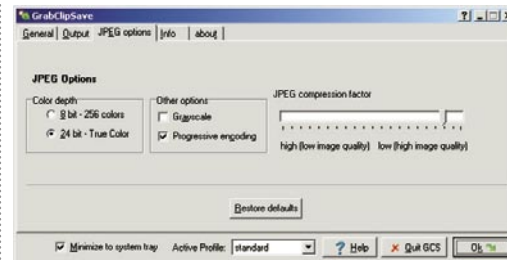 GrabClipSave
General Output JPEG options Info about
JPEG Options
Color depth
8 bit - 256 colors
24 bit - True Color
Other options
Grayscale
Progressive encoding
JPEG compression factor
high (low image quality) low (high image quality)
Restore defaults
Minimize to system tray Active Profile: standard Help Quit GCS Ok